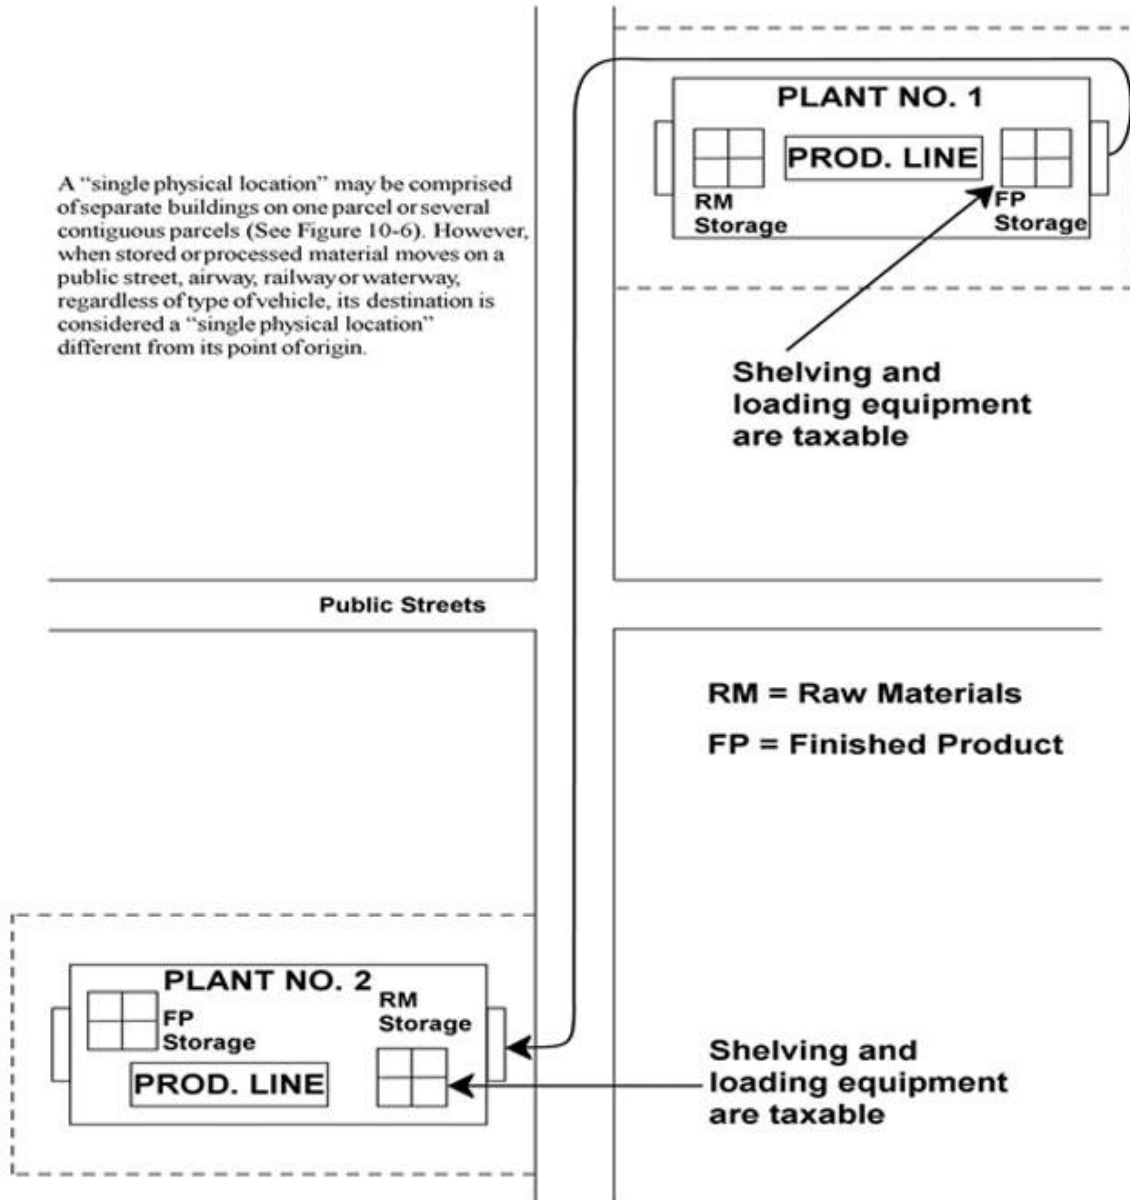 PLANT NO. 1
PROD. LINE
RM
Storage
FP
Storage
A “single physical location” may be comprised
of separate buildings on one parcel or several
contiguous parcels (See Figure 10-6). However,
when stored or processed material moves on a
public street, airway, railway or waterway,
regardless of type of vehicle, its destination is
considered a “single physical location”
different from its point of origin.
Shelving and
loading equipment
are taxable
Public Streets
RM = Raw Materials
FP = Finished Product
PLANT NO. 2
FP
Storage
RM
Storage
PROD. LINE
Shelving and
loading equipment
are taxable